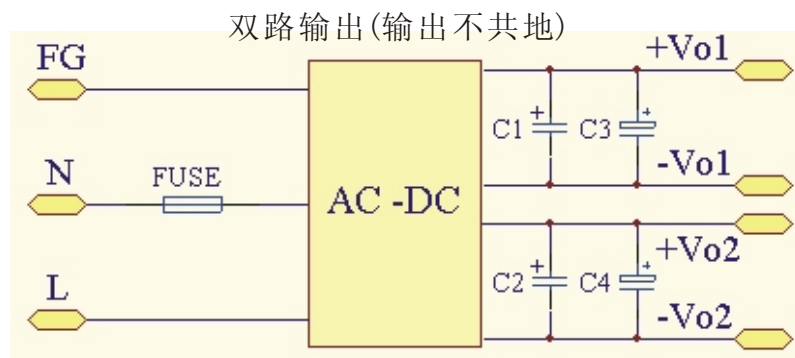 双路输出(输出不共地)
FG
+Vo1
C1 + C3 +
-Vo1
N
FUSE
AC -DC
+Vo2
C2 + C4 +
L
-Vo2